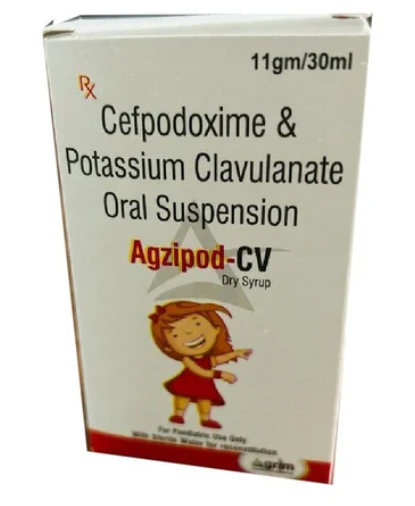 11gm/30ml
Rx
Cefpodoxime &
Potassium Clavulanate
Oral Suspension
Agzipod-CV
Dry Syrup
For Paediatric Use Only
With Sterile Water for reconstitution
Agrim